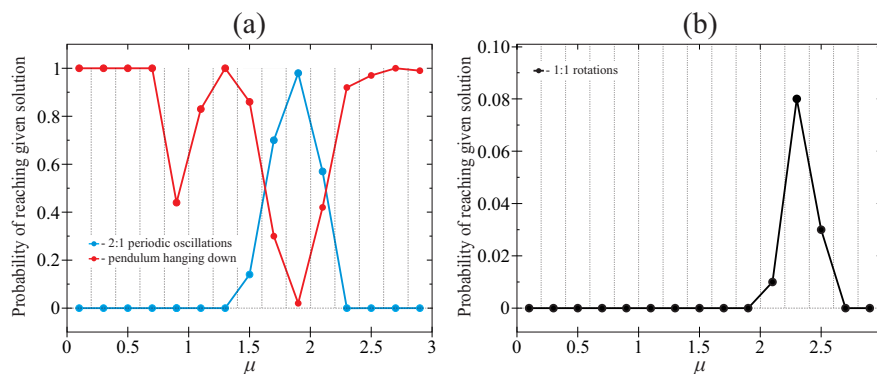 (a)
Probability of reaching given solution
1
0.8
0.6
0.4
0.2
0
- 2:1 periodic oscillations
- pendulum hanging down
0 0.5 1 1.5 2 2.5 3
μ
(b)
Probability of reaching given solution
0.10
0.08
0.06
0.04
0.02
0
- 1:1 rotations
0 0.5 1 1.5 2 2.5
μ